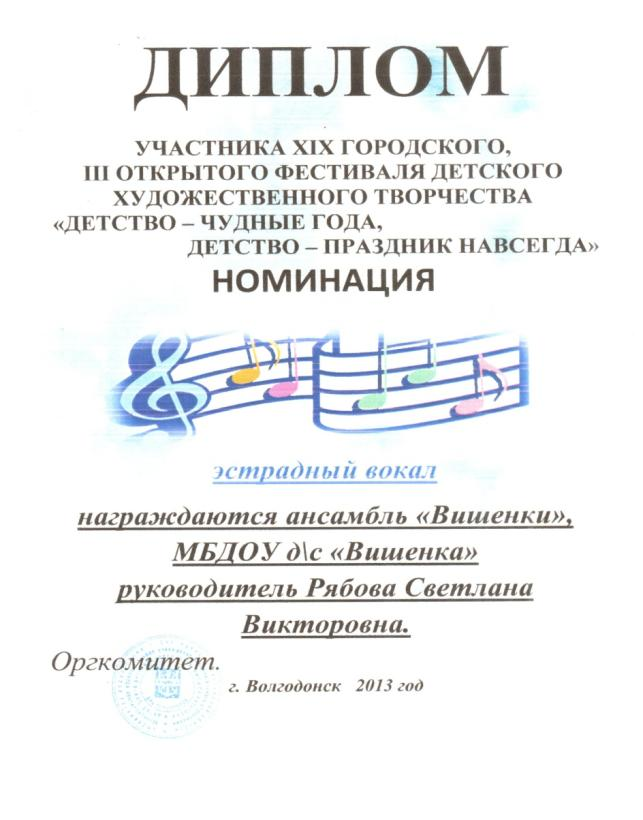 ДИПЛОМ
УЧАСТНИКА XIX ГОРОДСКОГО,
III ОТКРЫТОГО ФЕСТИВАЛЯ ДЕТСКОГО
ХУДОЖЕСТВЕННОГО ТВОРЧЕСТВА
«ДЕТСТВО – ЧУДНЫЕ ГОДА,
ДЕТСТВО – ПРАЗДНИК НАВСЕГДА»
НОМИНАЦИЯ
эстрадный вокал
награждаются ансамбль «Вишенки»,
МБДОУ д\с «Вишенка»
руководитель Рябова Светлана
Викторовна.
Оргкомитет.
г. Волгодонск 2013 год